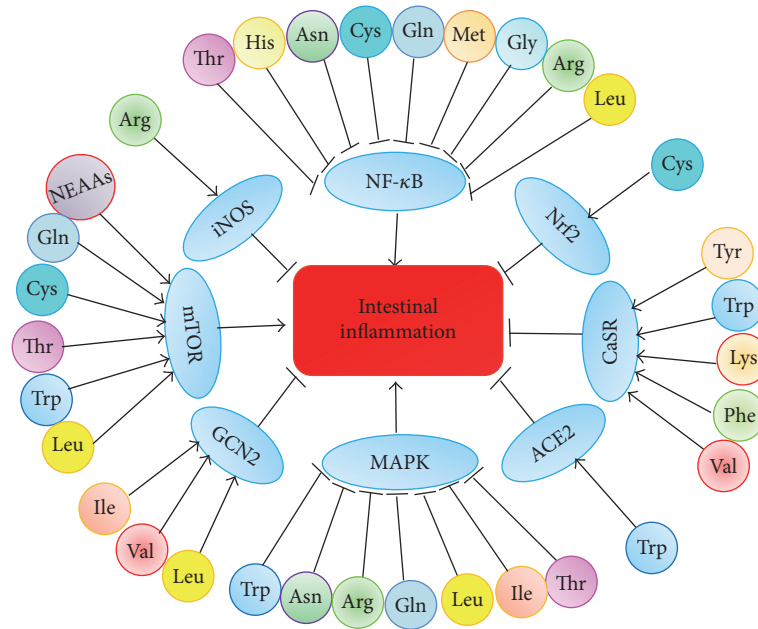 Thr
His
Asn
Cys
Gln
Met
Gly
Arg
Leu
Arg
NF-κB
Cys
NEAAs
iNOS
Nrf2
Gln
Tyr
Cys
Trp
mTOR
Intestinal
inflammation
CaSR
Thr
Lys
Trp
Phe
Leu
GCN2
MAPK
ACE2
Val
Ile
Val
Leu
Trp
Asn
Arg
Gln
Leu
Ile
Thr
Trp